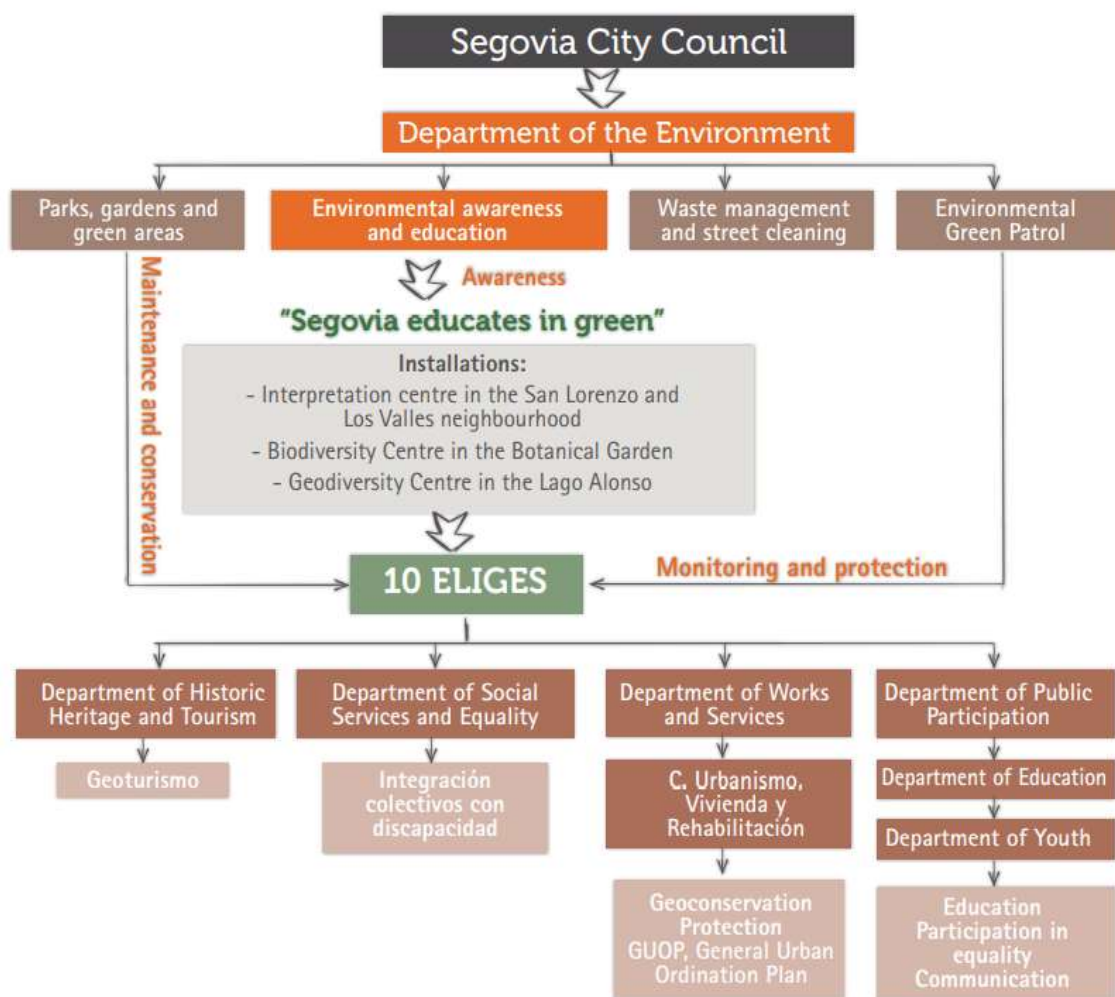 Segovia City Council
Department of the Environment
Parks, gardens and
green areas
Environmental awareness
and education
Waste management
and street cleaning
Environmental
Green Patrol
Maintenance and conservation
Awareness
"Segovia educates in green"
Installations:
- Interpretation centre in the San Lorenzo and
Los Valles neighbourhood
- Biodiversity Centre in the Botanical Garden
- Geodiversity Centre in the Lago Alonso
10 ELIGES
Monitoring and protection
Department of Historic
Heritage and Tourism
Geoturismo
Department of Social
Services and Equality
Integración
colectivos con
discapacidad
Department of Works
and Services
C. Urbanismo,
Vivienda y
Rehabilitación
Geoconservation
Protection
GUOP, General Urban
Ordination Plan
Department of Public
Participation
Department of Education
Department of Youth
Education
Participation in
equality
Communication